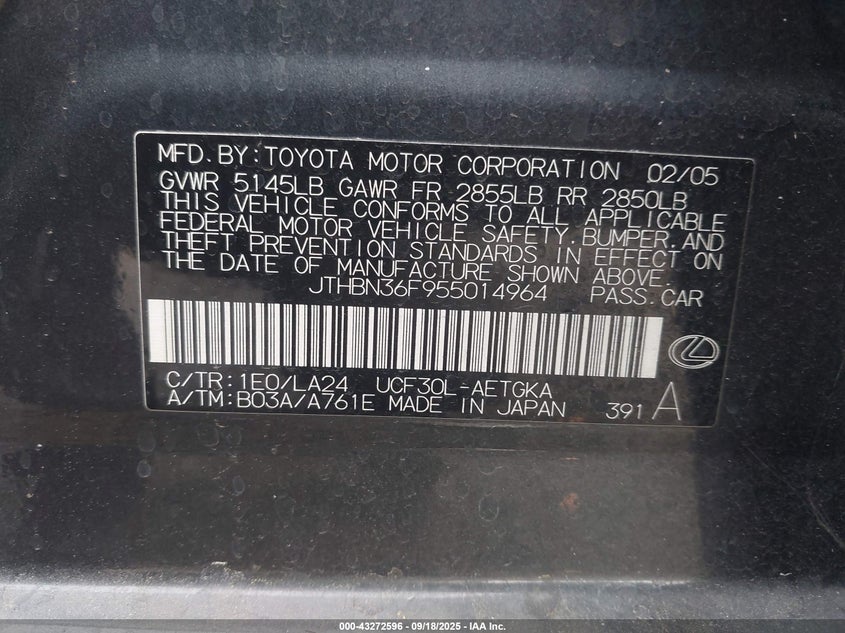 MFD.BY:TOYOTA MOTOR CORPORATION 02/05
GVWR 5145LB GAWR FR 2855LB RR 2850LB
THIS VEHICLE CONFORMS TO ALL APPLICABLE
FEDERAL MOTOR VEHICLE SAFETY.BUMPER.AND
THEFT PREVENTION STANDARDS IN EFFECT ON
THE DATE OF MANUFACTURE SHOWN ABOVE.
JTHBN36F955014964 PASS.CAR
C/TR:1E0/LA24 UCF30L-AETGKA
A/TM:B03A/A761E MADE IN JAPAN 391 A
000-43272596 - 09/18/2025 - IAA Inc.